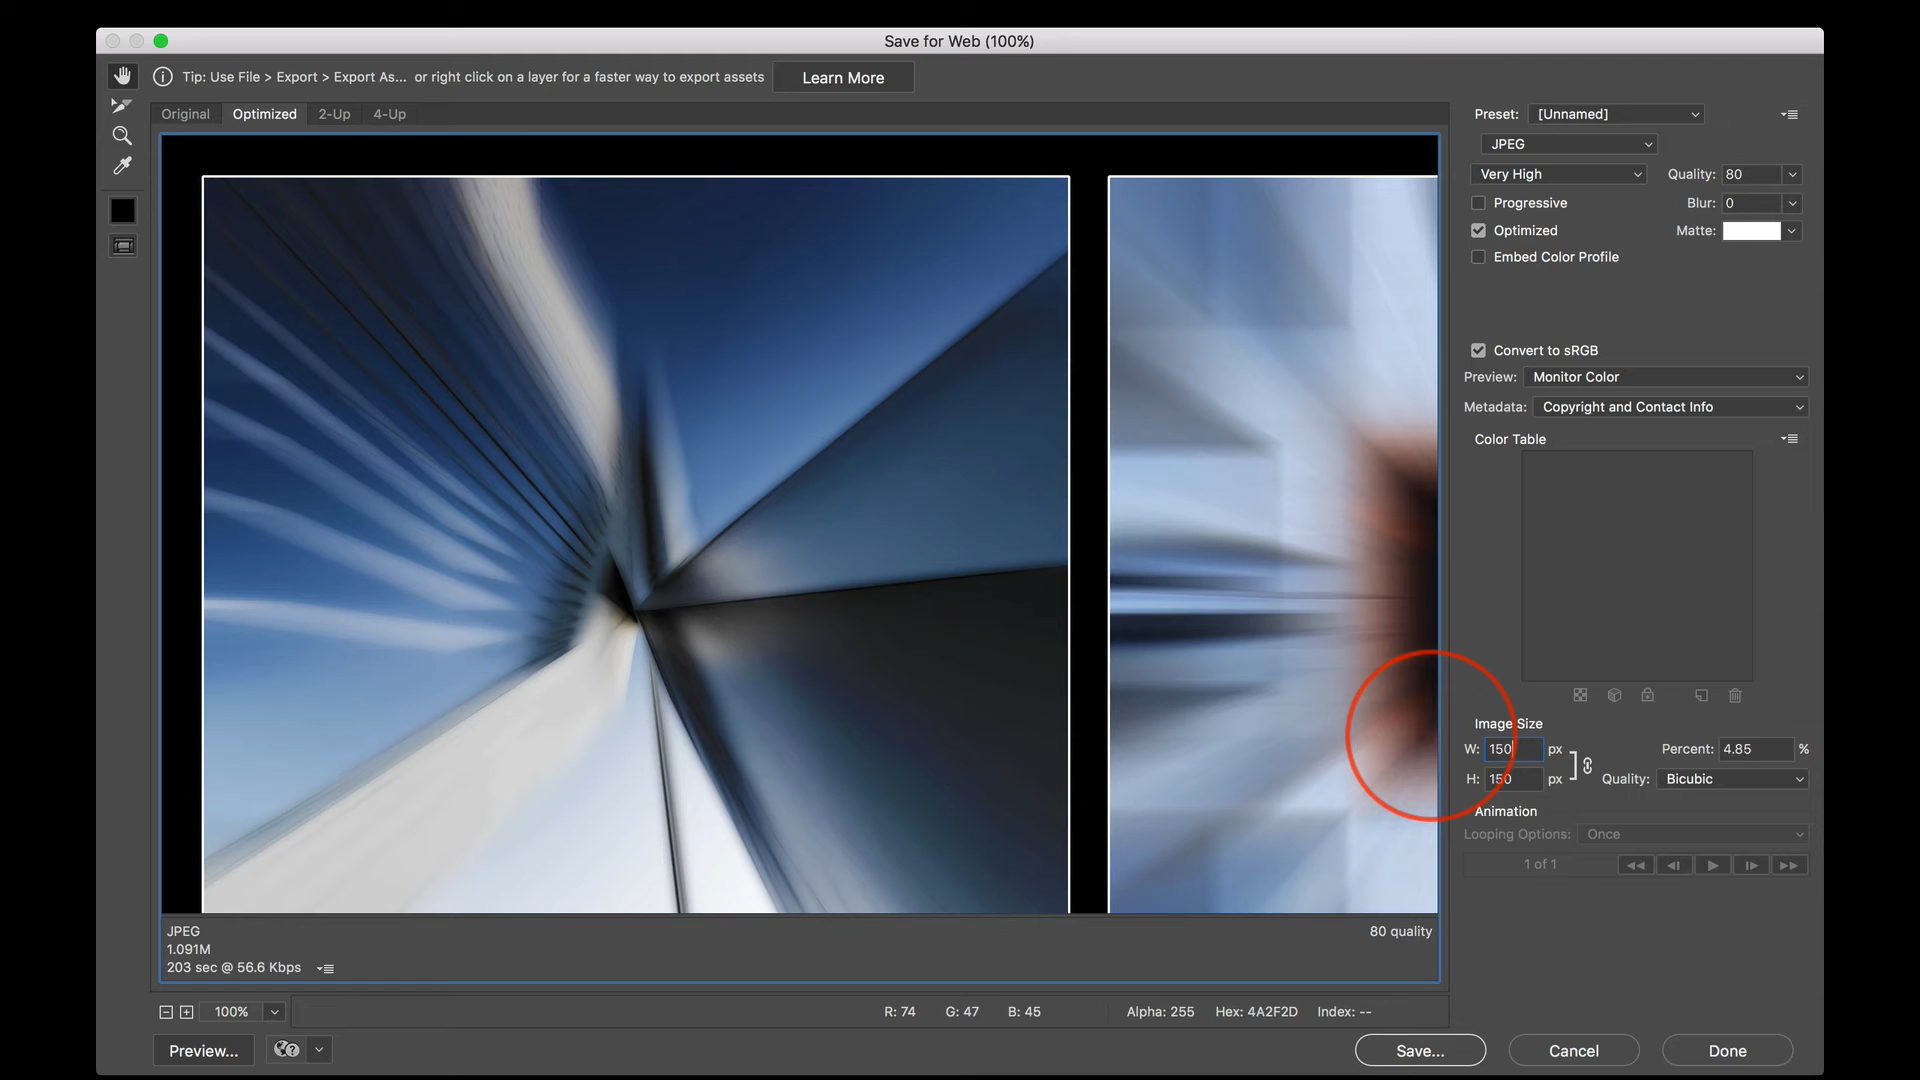 Save for Web (100%)
Tip: Use File > Export > Export As... or right click on a layer for a faster way to export assets
Learn More
Original Optimized 2-Up 4-Up
Preset: [Unnamed]
JPEG
Very High Quality: 80
Progressive Blur: 0
Optimized Matte:
Embed Color Profile
Convert to sRGB
Preview: Monitor Color
Metadata: Copyright and Contact Info
Color Table
Image Size
W: 150 px Percent: 4.85 %
H: 150 px Quality: Bicubic
Animation
Looping Options: Once
1 of 1
JPEG 80 quality
1.091M
203 sec @ 56.6 Kbps
100% R: 74 G: 47 B: 45 Alpha: 255 Hex: 4A2F2D Index: --
Preview... Save... Cancel Done